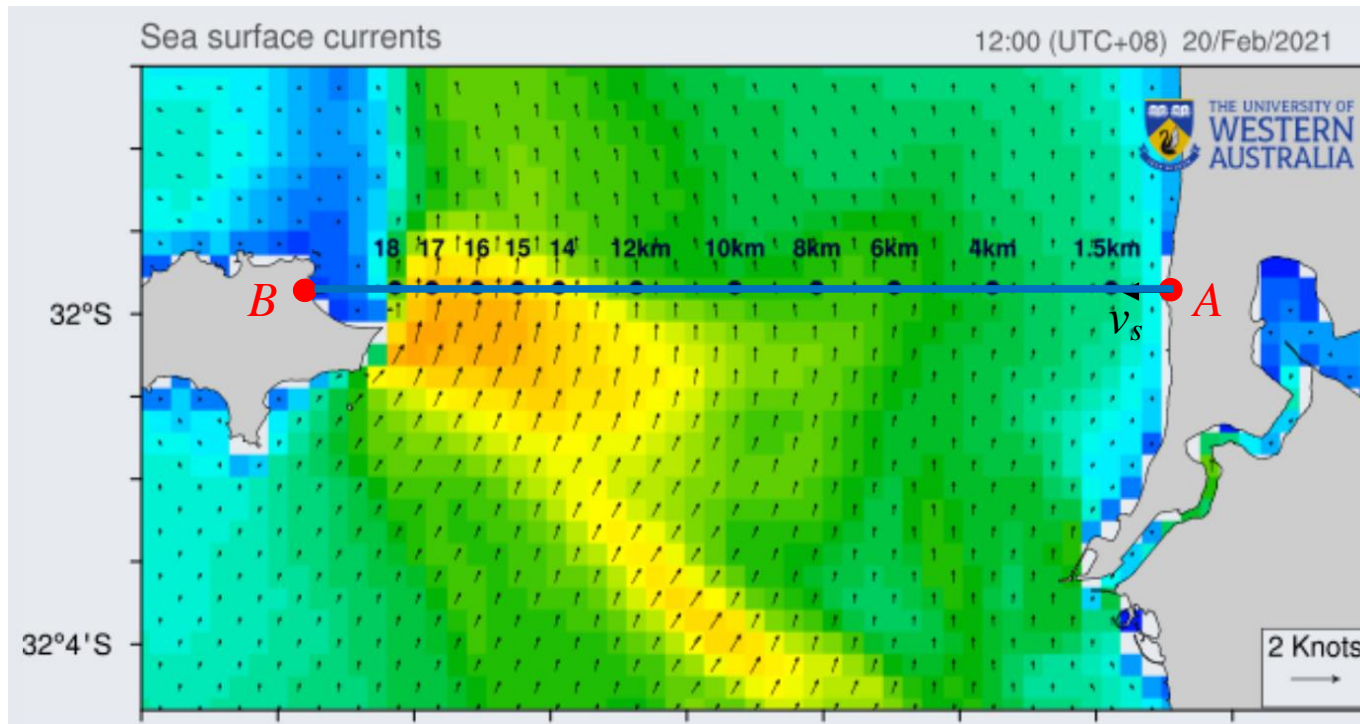 Sea surface currents
12:00 (UTC+08) 20/Feb/2021
THE UNIVERSITY OF
WESTERN
AUSTRALIA
18 17 16 15 14 12km 10km 8km 6km 4km 1.5km
B A
32°S
v_s
32°4'S
2 Knots